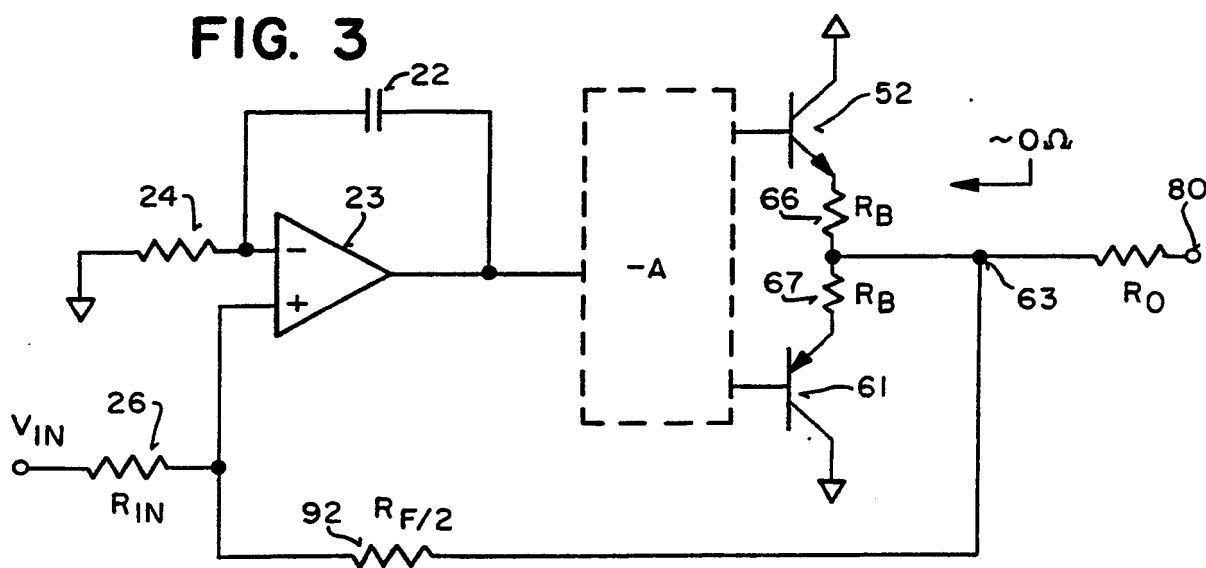 FIG. 3
22
52
~0Ω
80
24
23
66
R_B
-
+
-A
67
R_B
63
R_O
26
61
V_IN
R_IN
92
R_F/2